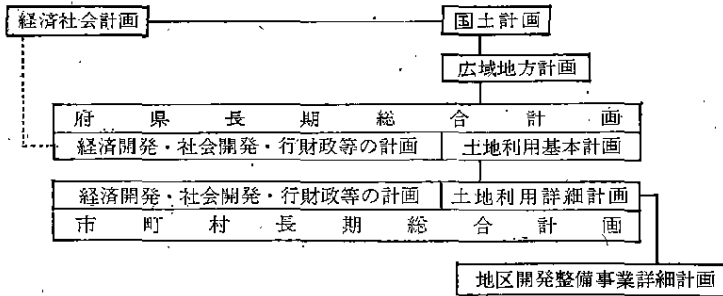 経済社会計画 国土計画
広域地方計画
府県長期総合計画
経済開発・社会開発・行財政等の計画 土地利用基本計画
経済開発・社会開発・行財政等の計画 土地利用詳細計画
市町村長期総合計画
地区開発整備事業詳細計画